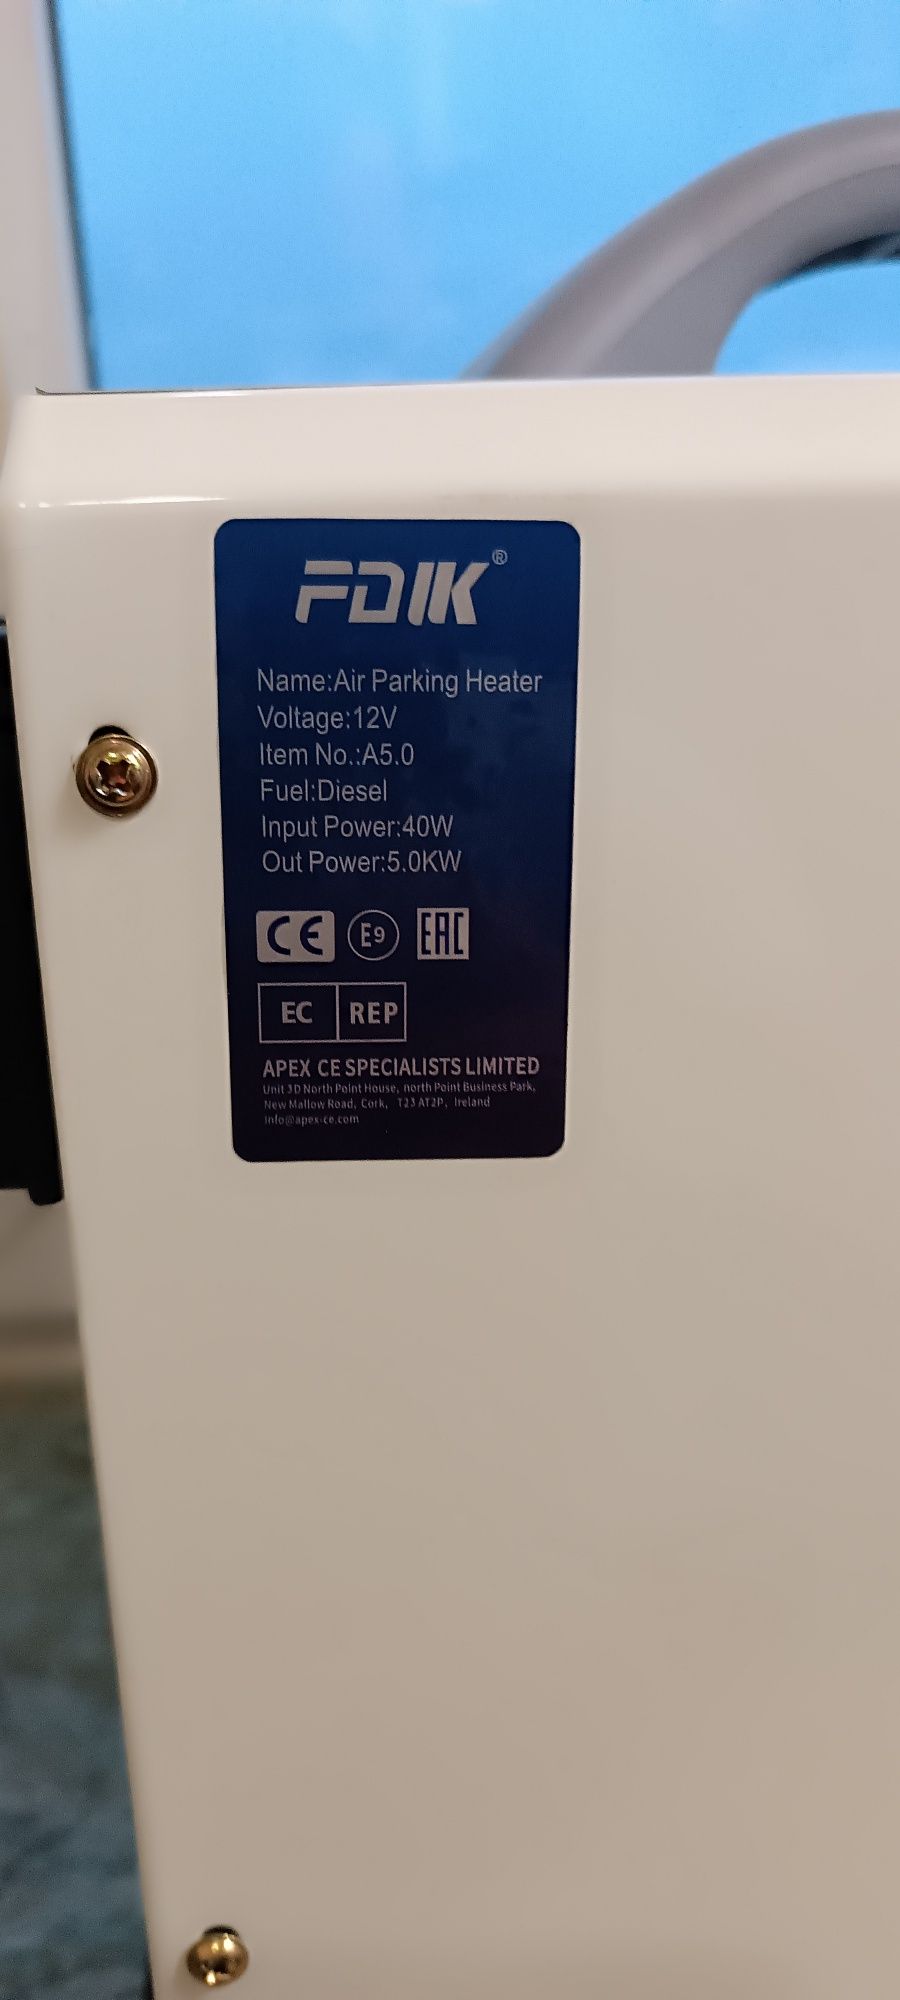 FDIK®
Name:Air Parking Heater
Voltage:12V
Item No.:A5.0
Fuel:Diesel
Input Power:40W
Out Power:5.0KW
CE E9 EAC
EC REP
APEX CE SPECIALISTS LIMITED
Unit 3D North Point House, north Point Business Park,
New Mallow Road, Cork, T23 AT2P, Ireland
info@apex-ce.com